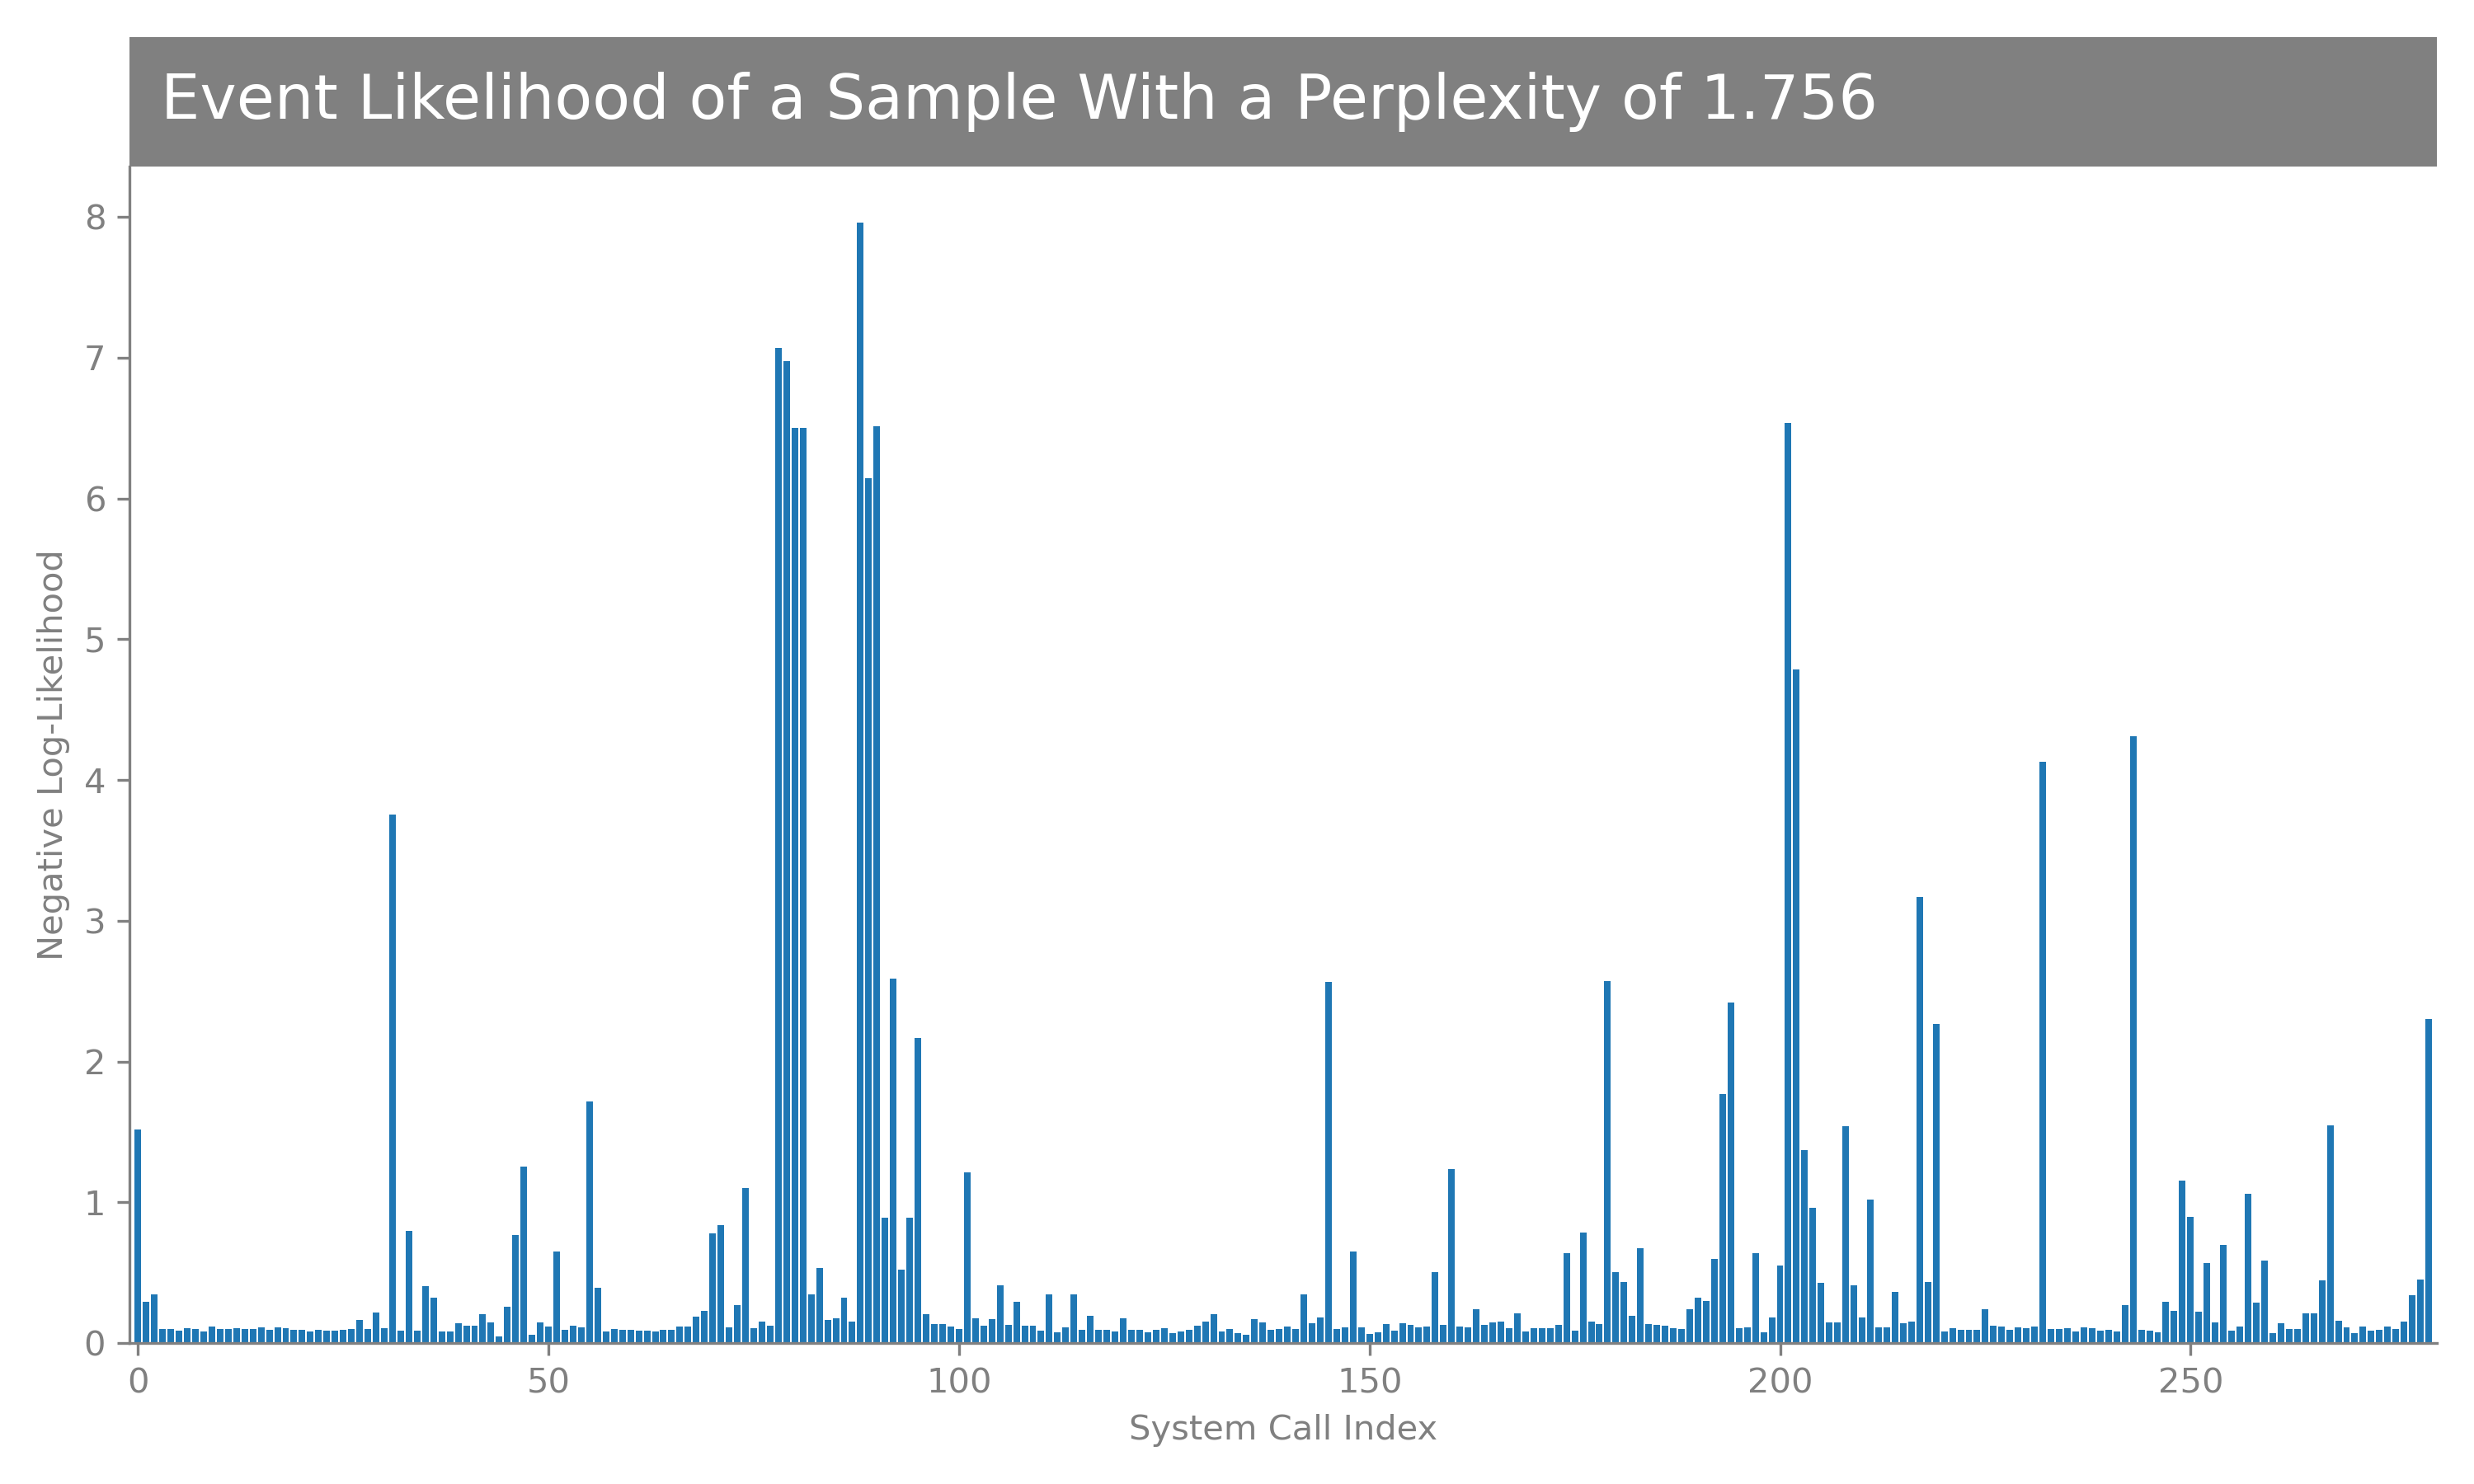 Event Likelihood of a Sample With a Perplexity of 1.756
8
7
6
5
4
3
2
1
0
Negative Log-Likelihood
0 50 100 150 200 250
System Call Index